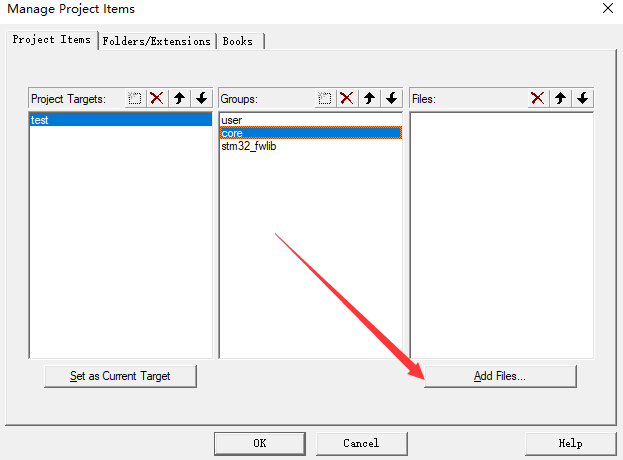 Manage Project Items
Project Items Folders/Extensions Books
Project Targets: Groups: Files:
test
user
core
stm32_fwlib
Set as Current Target Add Files...
OK Cancel Help